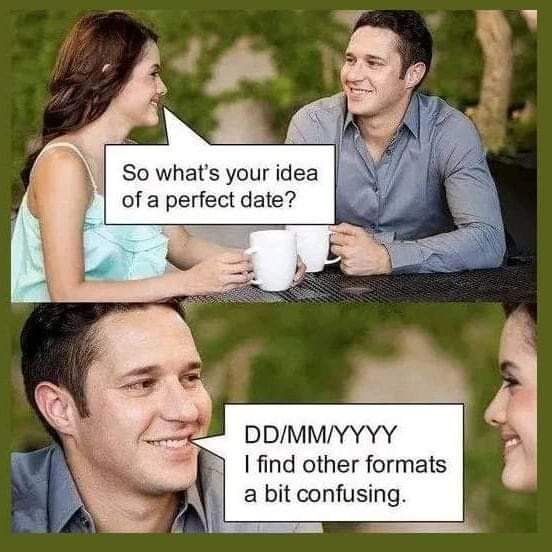 So what's your idea
of a perfect date?
DD/MM/YYYY
I find other formats
a bit confusing.